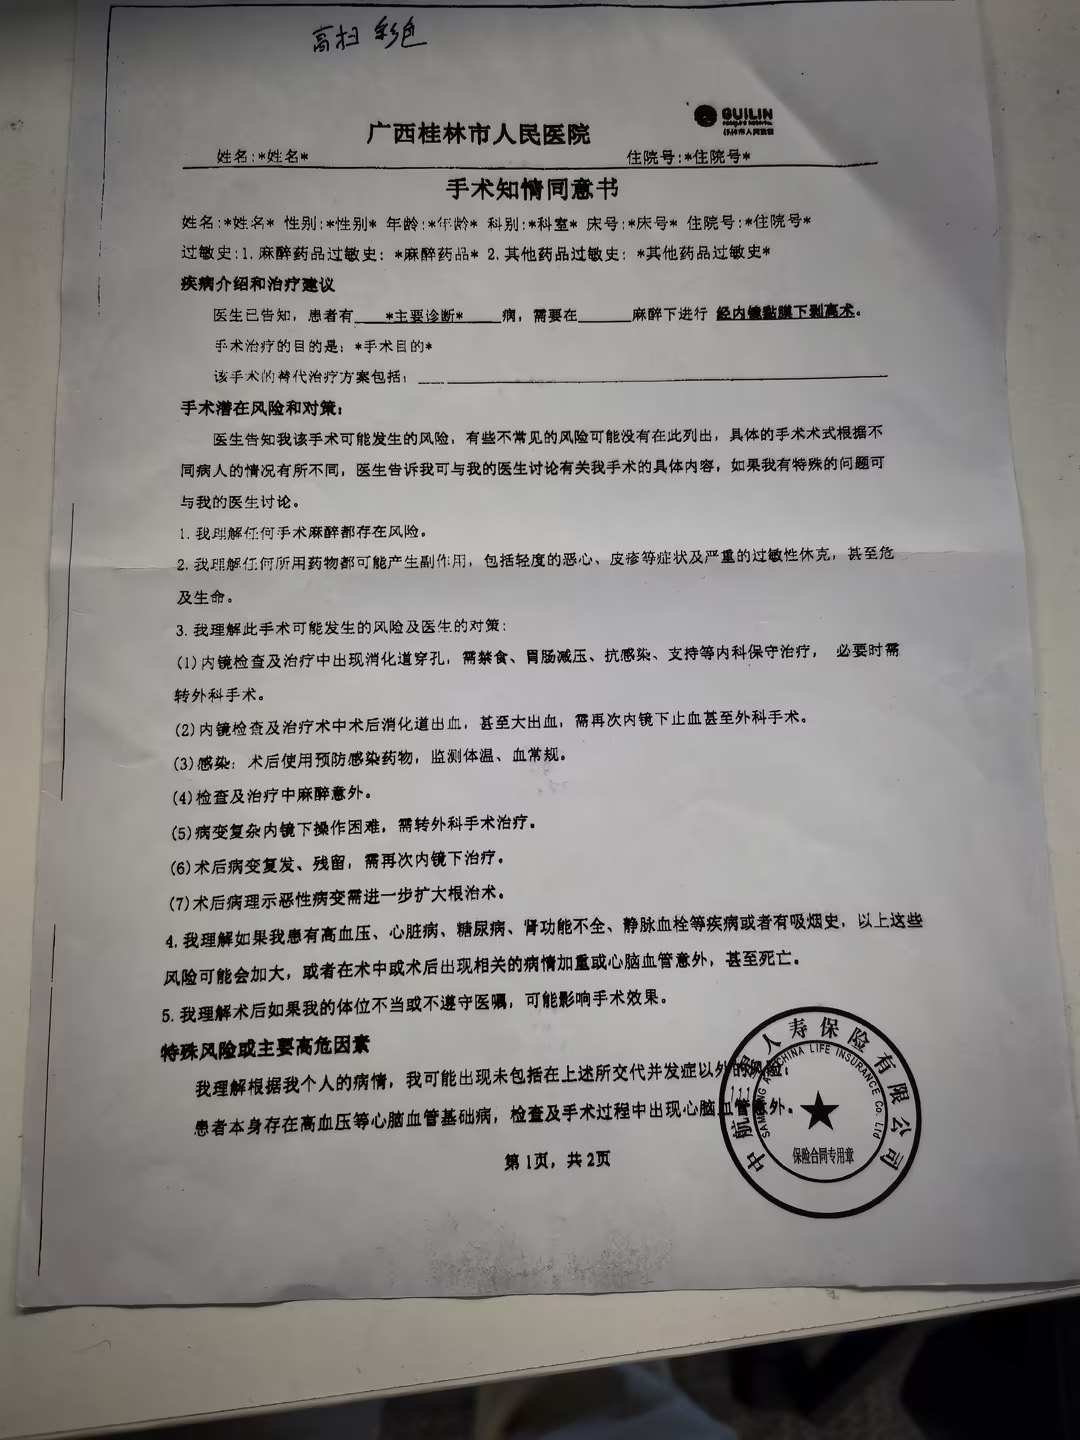 高扫 彩色
GUILIN
PEOPLE'S HOSPITAL
桂林市人民医院
广西桂林市人民医院
姓名:*姓名* 住院号:*住院号*
手术知情同意书
姓名:*姓名* 性别:*性别* 年龄:*年龄* 科别:*科室* 床号:*床号* 住院号:*住院号*
过敏史:1.麻醉药品过敏史: *麻醉药品* 2.其他药品过敏史: *其他药品过敏史*
疾病介绍和治疗建议
医生已告知，患者有___*主要诊断*____病，需要在______麻醉下进行 经内镜黏膜下剥离术。
手术治疗的目的是: *手术目的*
该手术的替代治疗方案包括: ____________
手术潜在风险和对策:
医生告知我该手术可能发生的风险，有些不常见的风险可能没有在此列出，具体的手术术式根据不
同病人的情况有所不同，医生告诉我可与我的医生讨论有关我手术的具体内容，如果我有特殊的问题可
与我的医生讨论。
1.我理解任何手术麻醉都存在风险。
2.我理解任何所用药物都可能产生副作用，包括轻度的恶心、皮疹等症状及严重的过敏性休克，甚至危
及生命。
3.我理解此手术可能发生的风险及医生的对策:
(1)内镜检查及治疗中出现消化道穿孔，需禁食、胃肠减压、抗感染、支持等内科保守治疗， 必要时需
转外科手术。
(2)内镜检查及治疗术中术后消化道出血，甚至大出血，需再次内镜下止血甚至外科手术。
(3)感染: 术后使用预防感染药物，监测体温、血常规。
(4)检查及治疗中麻醉意外。
(5)病变复杂内镜下操作困难，需转外科手术治疗。
(6)术后病变复发、残留，需再次内镜下治疗。
(7)术后病理示恶性病变需进一步扩大根治术。
4.我理解如果我患有高血压、心脏病、糖尿病、肾功能不全、静脉血栓等疾病或者有吸烟史，以上这些
风险可能会加大，或者在术中或术后出现相关的病情加重或心脑血管意外，甚至死亡。
5.我理解术后如果我的体位不当或不遵守医嘱，可能影响手术效果。
特殊风险或主要高危因素
我理解根据我个人的病情，我可能出现未包括在上述所交代并发症以外的风险:
患者本身存在高血压等心脑血管基础病，检查及手术过程中出现心脑血管意外。
第1页，共2页
中航 人寿保险有限公司
CHINA LIFE INSURANCE Co. Ltd
保险合同专用章